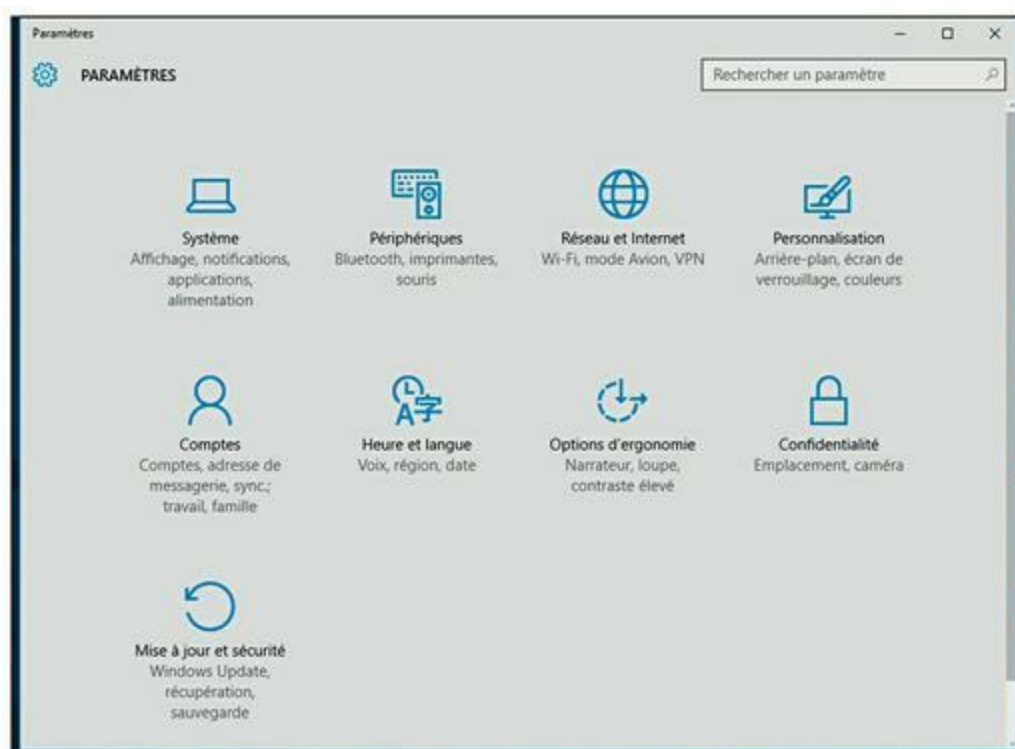 Paramètres
PARAMÈTRES
Rechercher un paramètre
Système
Affichage, notifications,
applications,
alimentation
Périphériques
Bluetooth, imprimantes,
souris
Réseau et Internet
Wi-Fi, mode Avion, VPN
Personnalisation
Arrière-plan, écran de
verrouillage, couleurs
Comptes
Comptes, adresse de
messagerie, sync.;
travail, famille
Heure et langue
Voix, région, date
Options d'ergonomie
Narrateur, loupe,
contraste élevé
Confidentialité
Emplacement, caméra
Mise à jour et sécurité
Windows Update,
récupération,
sauvegarde